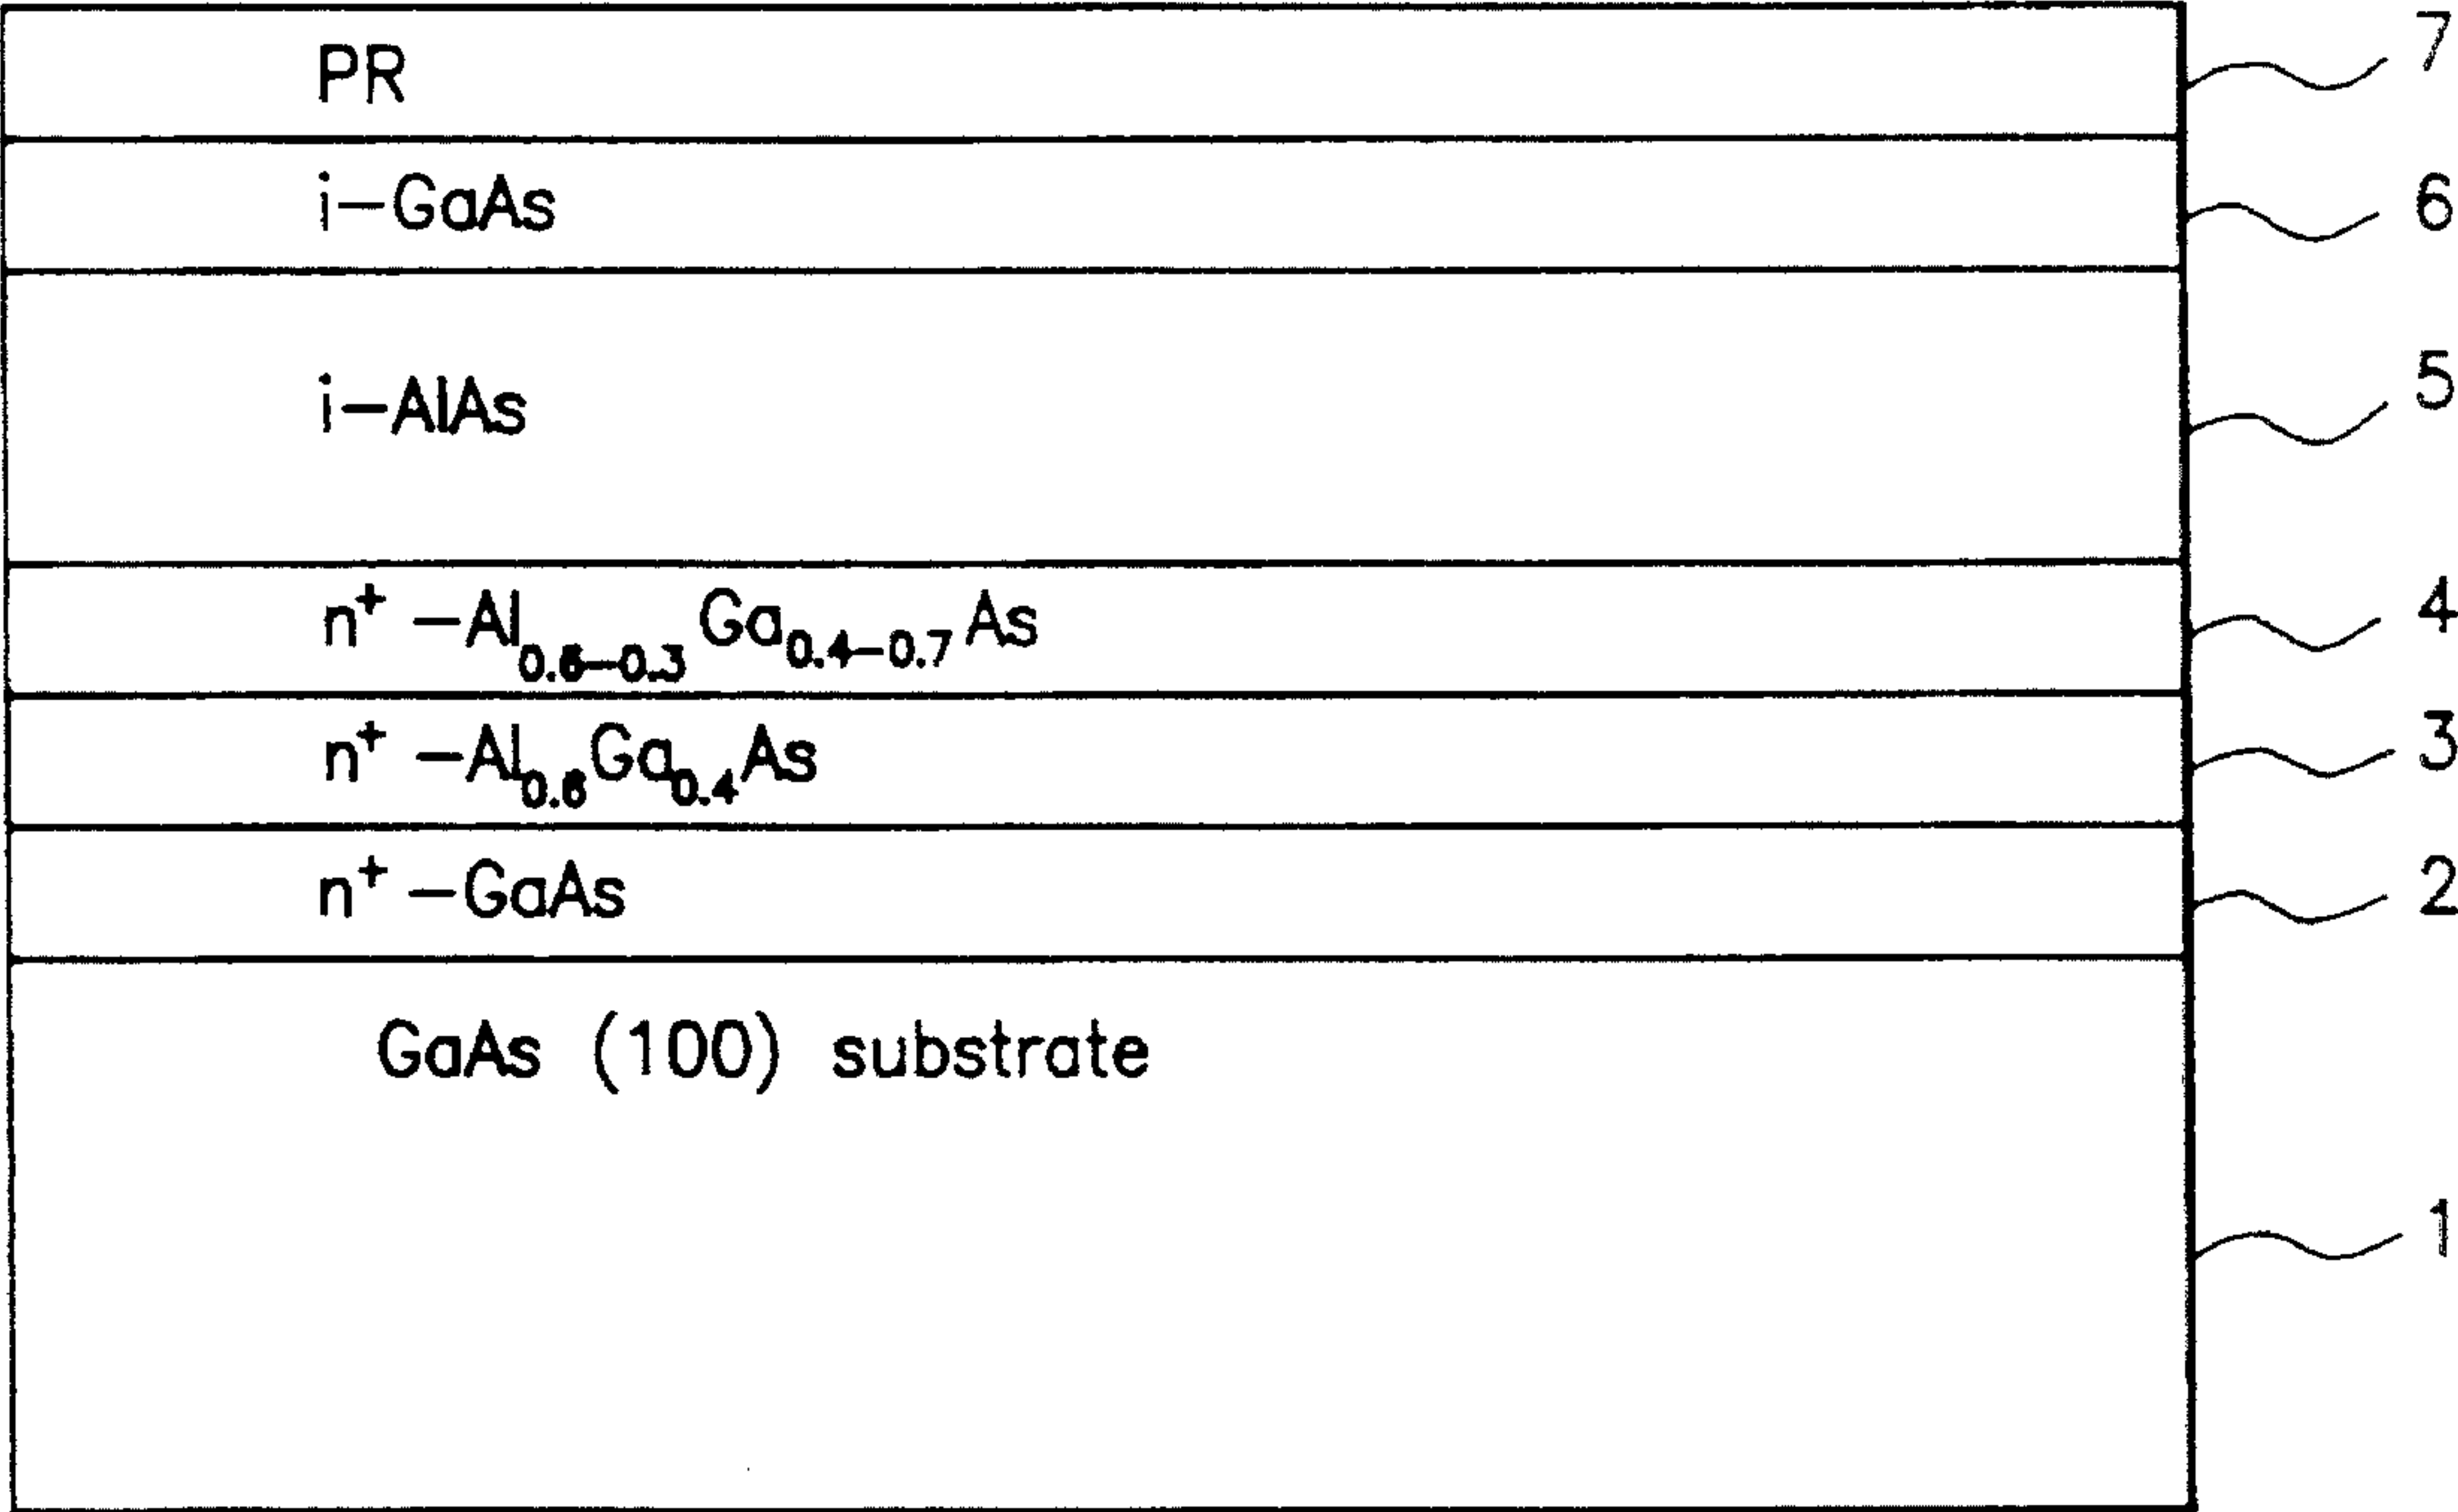 PR 7
i-GaAs 6
i-AlAs 5
n⁺-Al₀.₆₋₀.₃Ga₀.₄₋₀.₇As 4
n⁺-Al₀.₆Ga₀.₄As 3
n⁺-GaAs 2
GaAs (100) substrate
1